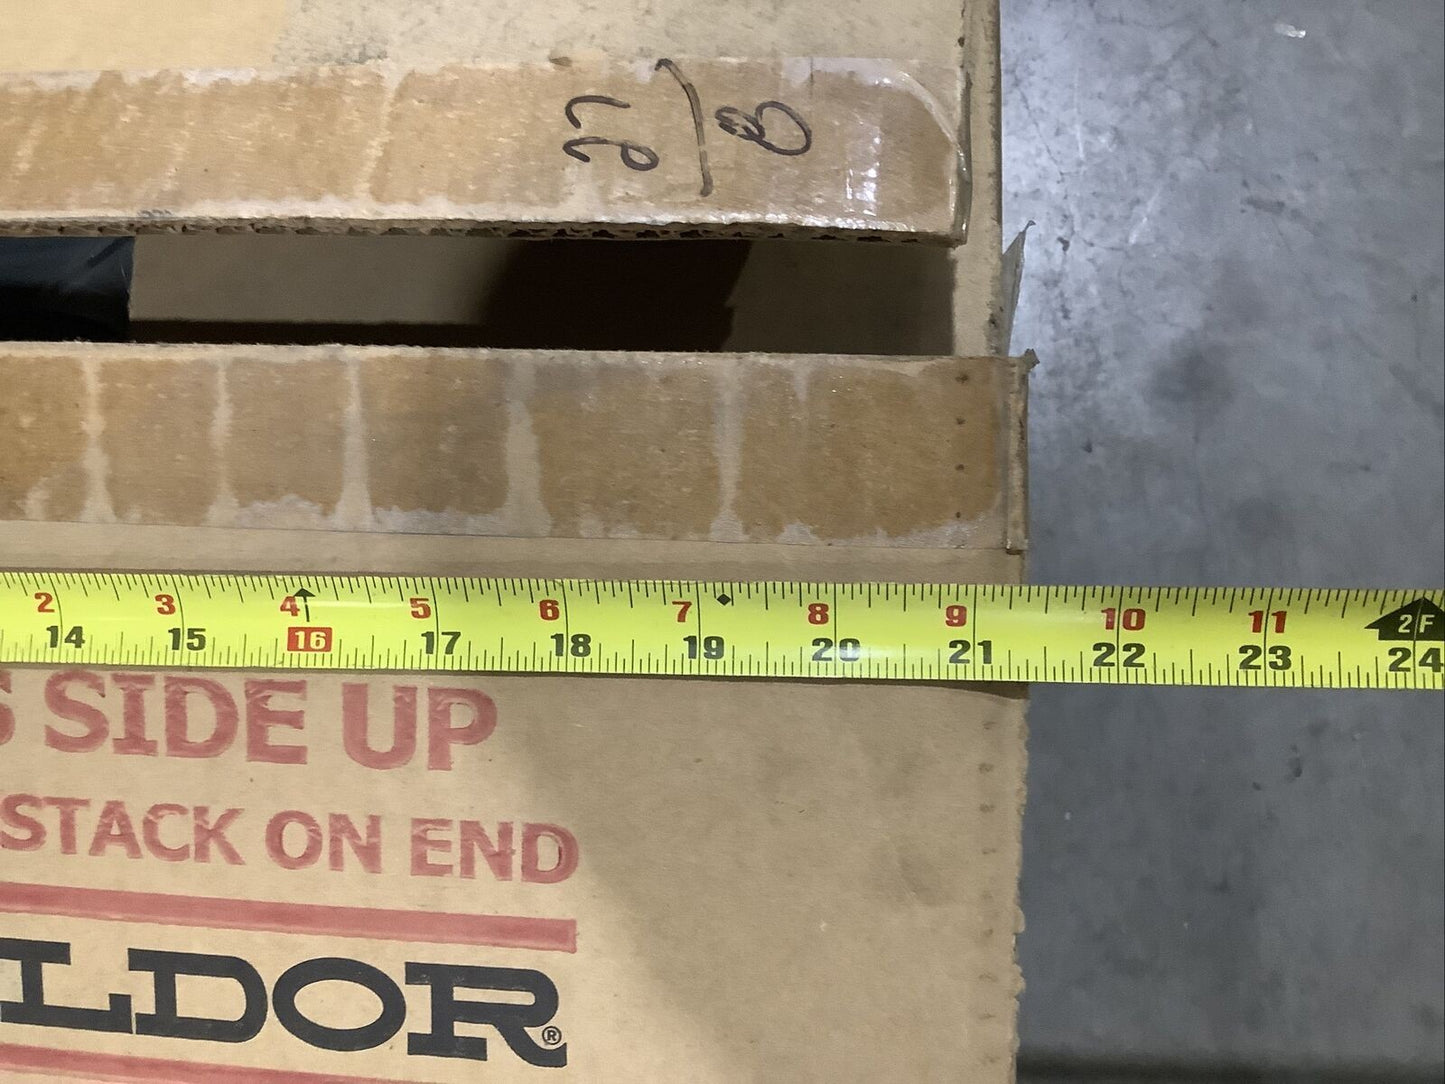 2 3 4 5 6 7 8 9 10 11 2F
14 15 16 17 18 19 20 21 22 23 24
S SIDE UP
STACK ON END
LDOR®